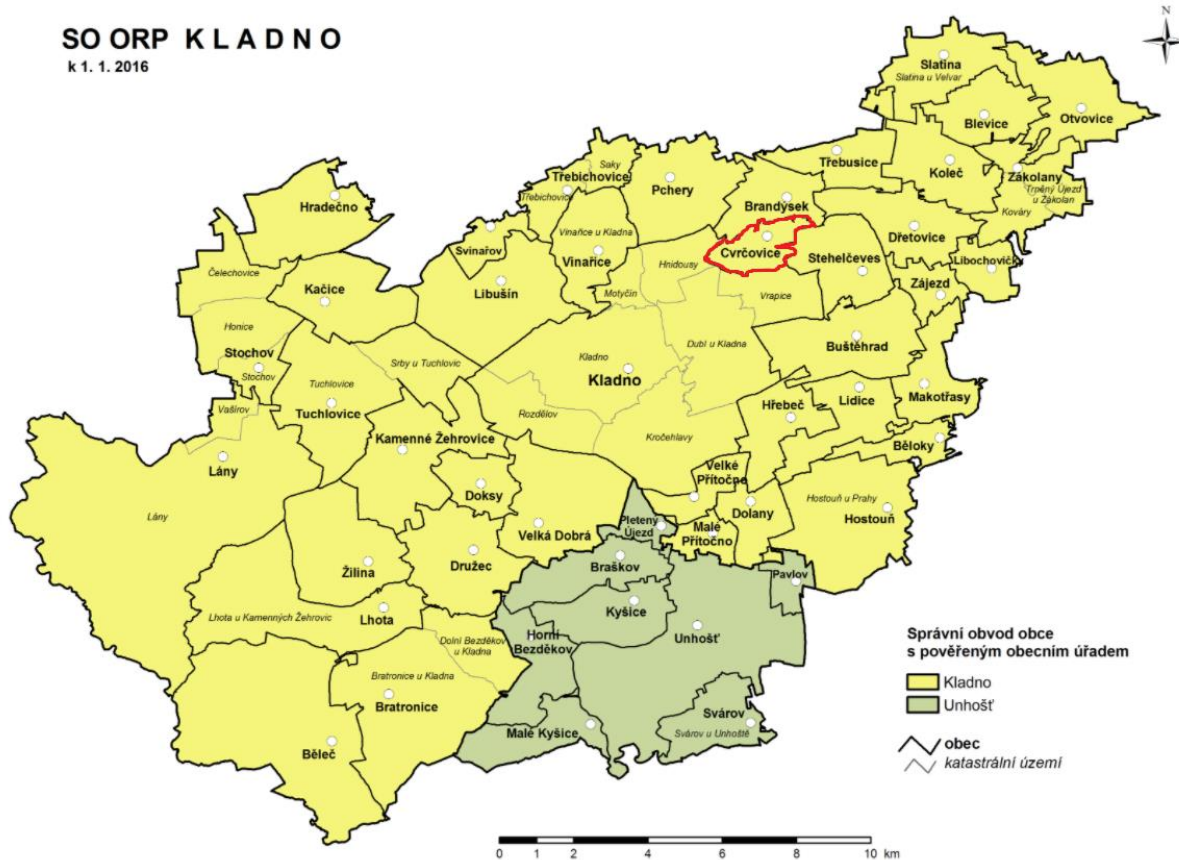 SO ORP KLADNO
k 1. 1. 2016
N
Slatina
Slatina u Velvar
Blevice
Otvovice
Třebusice
Koleč
Zákolany
Trněný Újezd
u Zákolan
Kováry
Saky
Třebichovice
Třebichovice
Pchery
Brandýsek
Hradečno
Svinařov
Vinařice u Kladna
Vinařice
Cvrčovice
Dřetovice
Stehelčeves
Libochovičk
Hnidousy
Čelechovice
Kačice
Libušín
Motyčín
Vrapice
Zájezd
Honice
Stochov
Stochov
Srby u Tuchlovic
Kladno
Kladno
Dubí u Kladna
Buštěhrad
Tuchlovice
Tuchlovice
Vašírov
Rozdělov
Kročehlavy
Hřebeč
Lidice
Makotřasy
Kamenné Žehrovice
Běloky
Lány
Lány
Doksy
Velké
Přítočno
Hostouň u Prahy
Hostouň
Velká Dobrá
Pletený
Újezd
Malé
Přítočno
Dolany
Žilina
Družec
Braškov
Pavlov
Kyšice
Lhota u Kamenných Žehrovic
Lhota
Horní
Bezděkov
Unhošť
Dolní Bezděkov
u Kladna
Bratronice u Kladna
Bratronice
Svárov
Svárov u Unhoště
Malé Kyšice
Běleč
Správní obvod obce
s pověřeným obecním úřadem
Kladno
Unhošť
obec
katastrální území
0 1 2 4 6 8 10 km